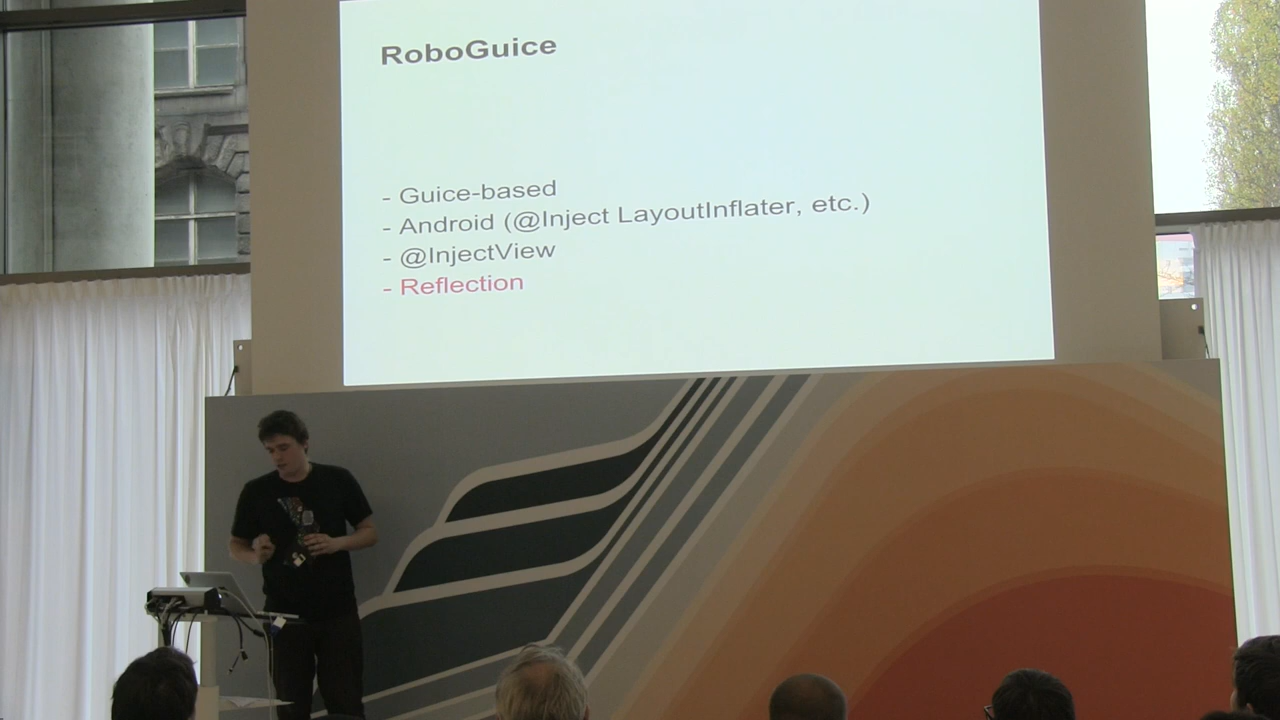 RoboGuice
- Guice-based
- Android (@Inject LayoutInflater, etc.)
- @InjectView
- Reflection